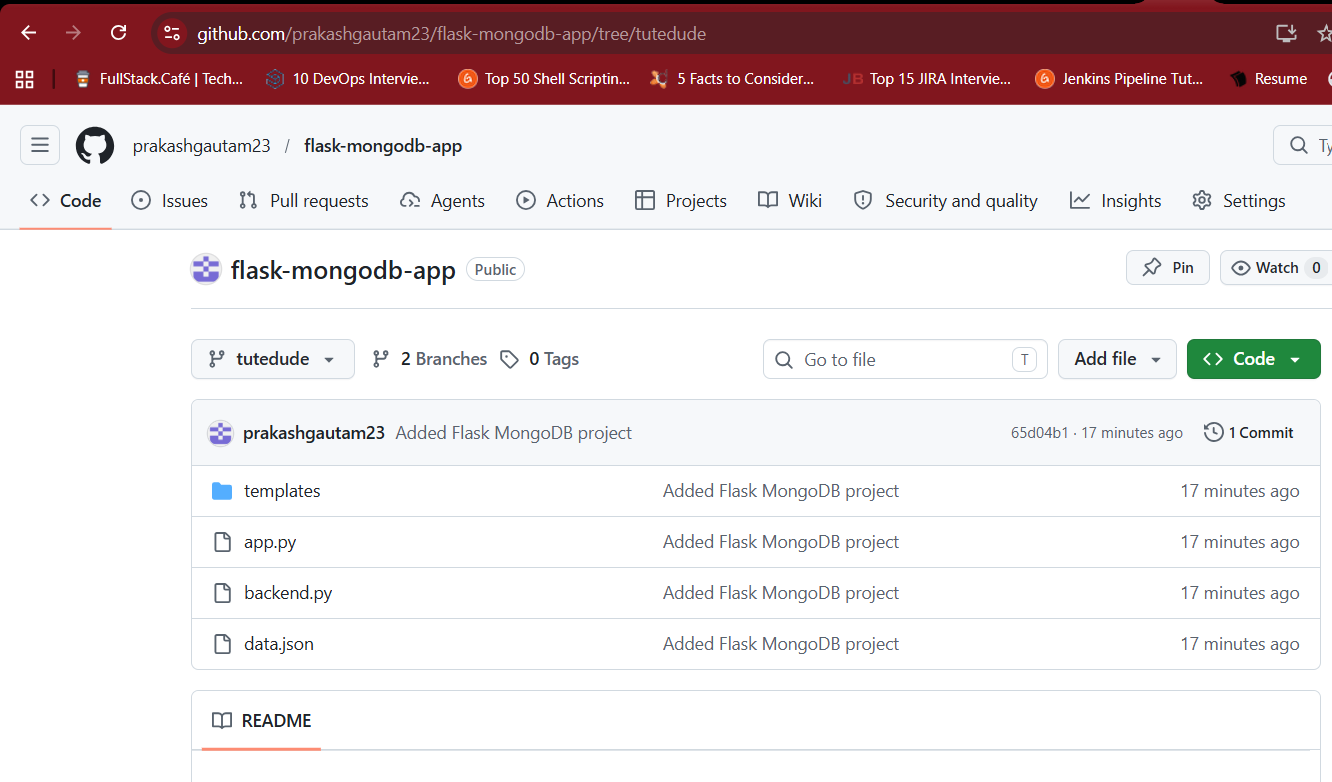 github.com/prakashgautam23/flask-mongodb-app/tree/tutedude
FullStack.Café | Tech... 10 DevOps Intervie... Top 50 Shell Scriptin... 5 Facts to Consider... JB Top 15 JIRA Intervie... Jenkins Pipeline Tut... Resume
prakashgautam23 / flask-mongodb-app Ty
Code Issues Pull requests Agents Actions Projects Wiki Security and quality Insights Settings
flask-mongodb-app Public Pin Watch 0
tutedude 2 Branches 0 Tags Go to file T Add file Code
prakashgautam23 Added Flask MongoDB project 65d04b1 · 17 minutes ago 1 Commit
templates Added Flask MongoDB project 17 minutes ago
app.py Added Flask MongoDB project 17 minutes ago
backend.py Added Flask MongoDB project 17 minutes ago
data.json Added Flask MongoDB project 17 minutes ago
README